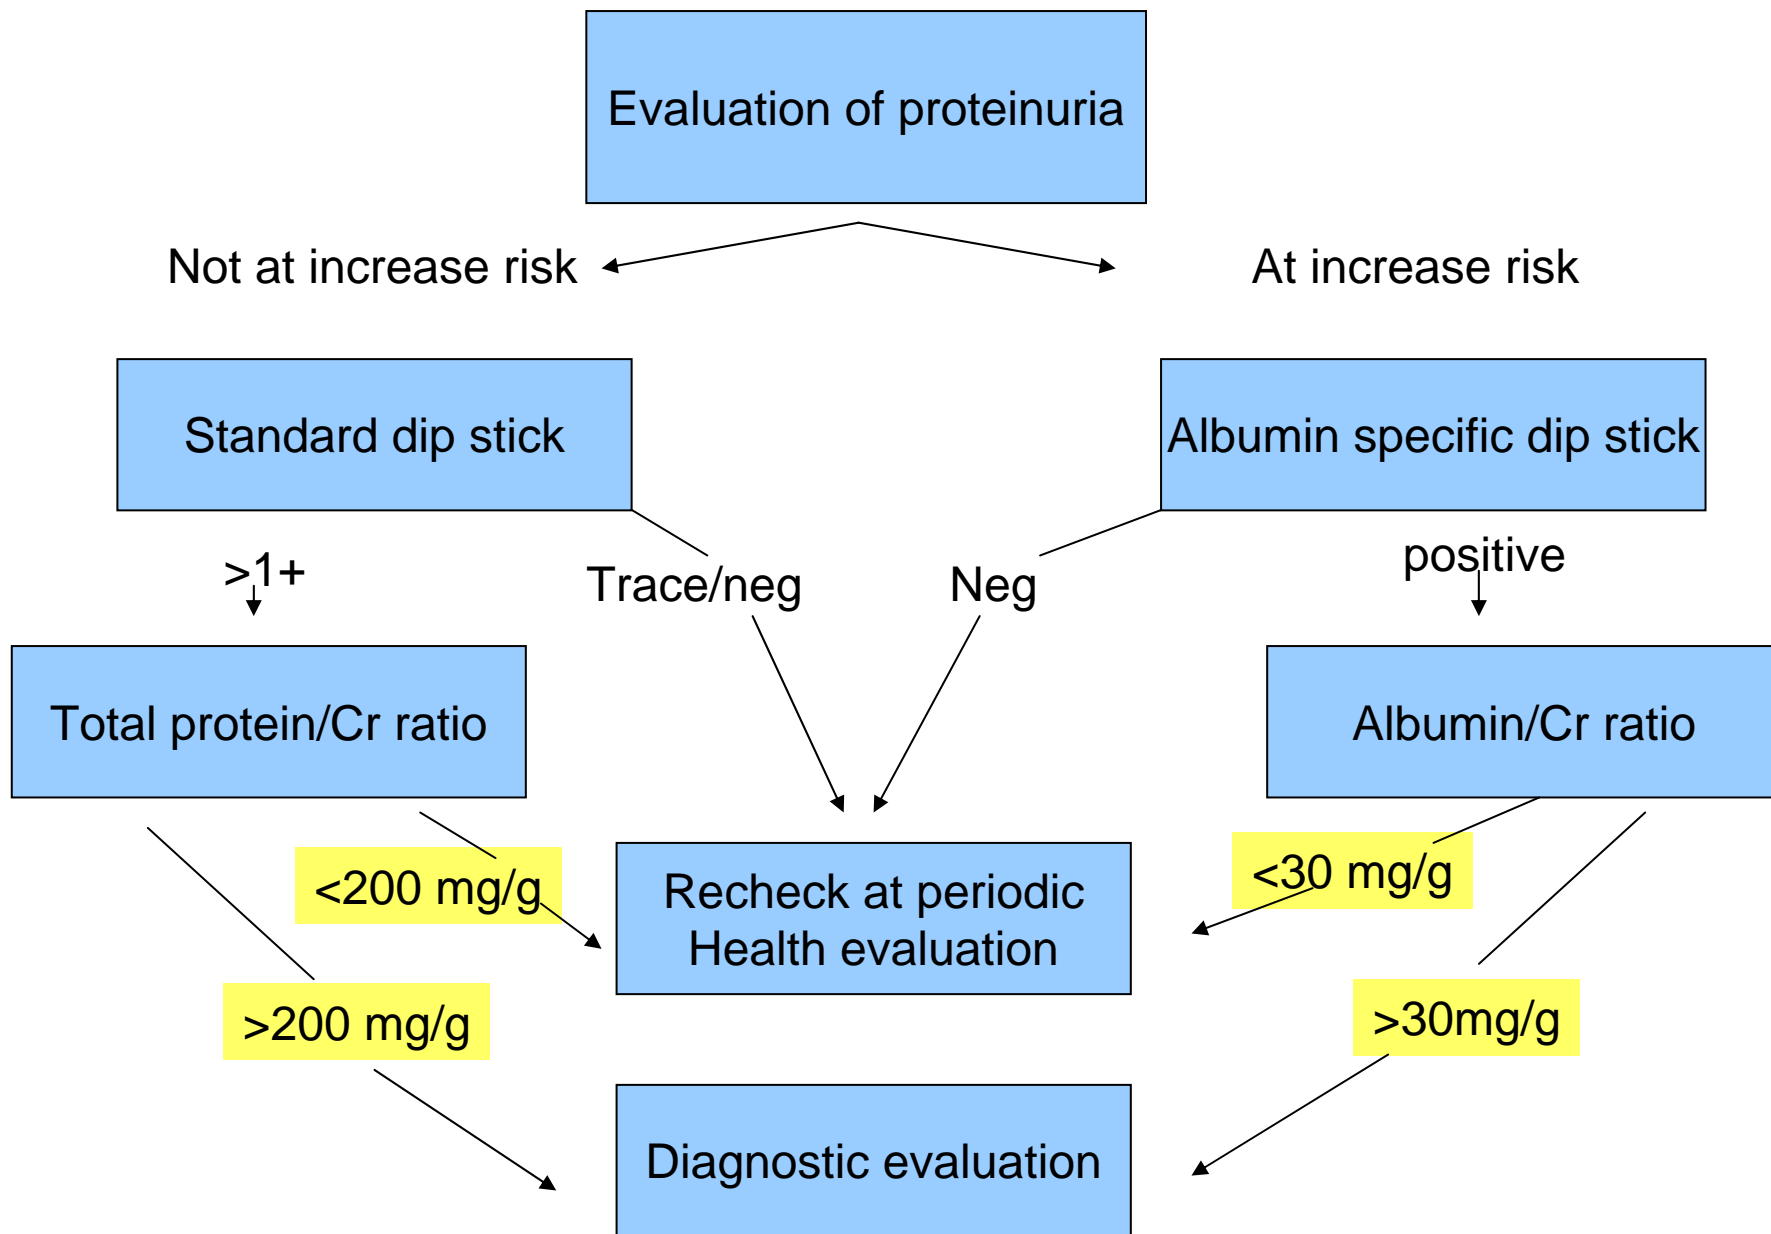 Evaluation of proteinuria
Not at increase risk
At increase risk
Standard dip stick
Albumin specific dip stick
>1+
Trace/neg
Neg
positive
Total protein/Cr ratio
Albumin/Cr ratio
<200 mg/g
Recheck at periodic
Health evaluation
<30 mg/g
>200 mg/g
>30mg/g
Diagnostic evaluation